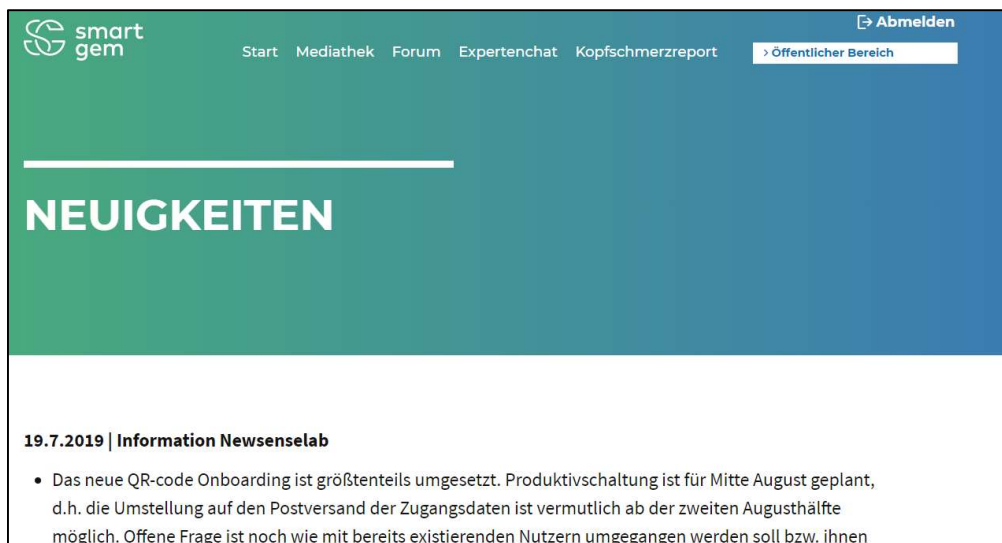 smart
gem
Abmelden
Start Mediathek Forum Expertenchat Kopfschmerzreport
› Öffentlicher Bereich
NEUIGKEITEN
19.7.2019 | Information Newsenselab
• Das neue QR-code Onboarding ist größtenteils umgesetzt. Produktivschaltung ist für Mitte August geplant,
d.h. die Umstellung auf den Postversand der Zugangsdaten ist vermutlich ab der zweiten Augusthälfte
möglich. Offene Frage ist noch wie mit bereits existierenden Nutzern umgegangen werden soll bzw. ihnen